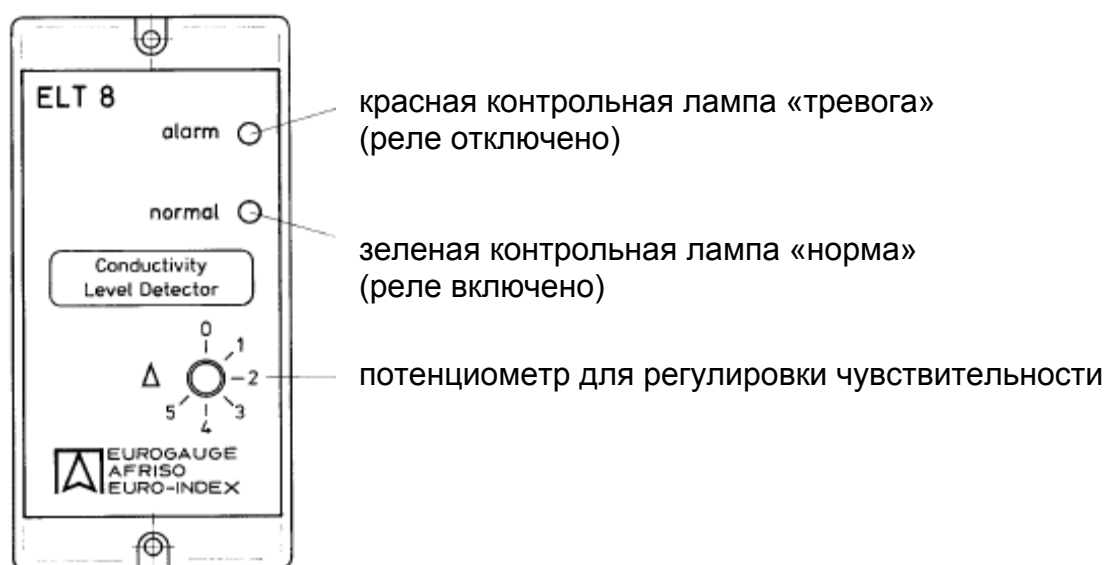 ELT 8
alarm
красная контрольная лампа «тревога»
(реле отключено)
normal
зеленая контрольная лампа «норма»
(реле включено)
Conductivity
Level Detector
0
1
2
3
4
5
потенциометр для регулировки чувствительности
EUROGAUGE
AFRISO
EURO-INDEX